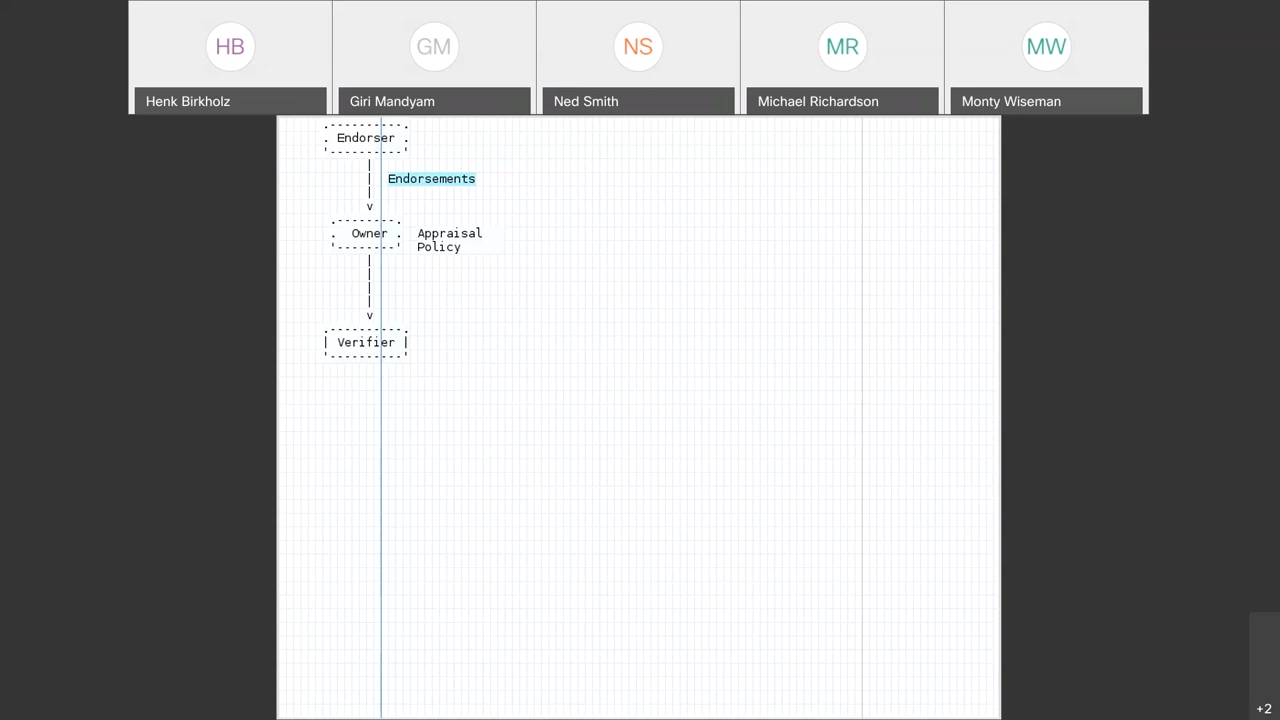 HB
GM
NS
MR
MW
Henk Birkholz
Giri Mandyam
Ned Smith
Michael Richardson
Monty Wiseman
Endorser
Endorsements
v
Owner
Appraisal
Policy
v
Verifier
+2